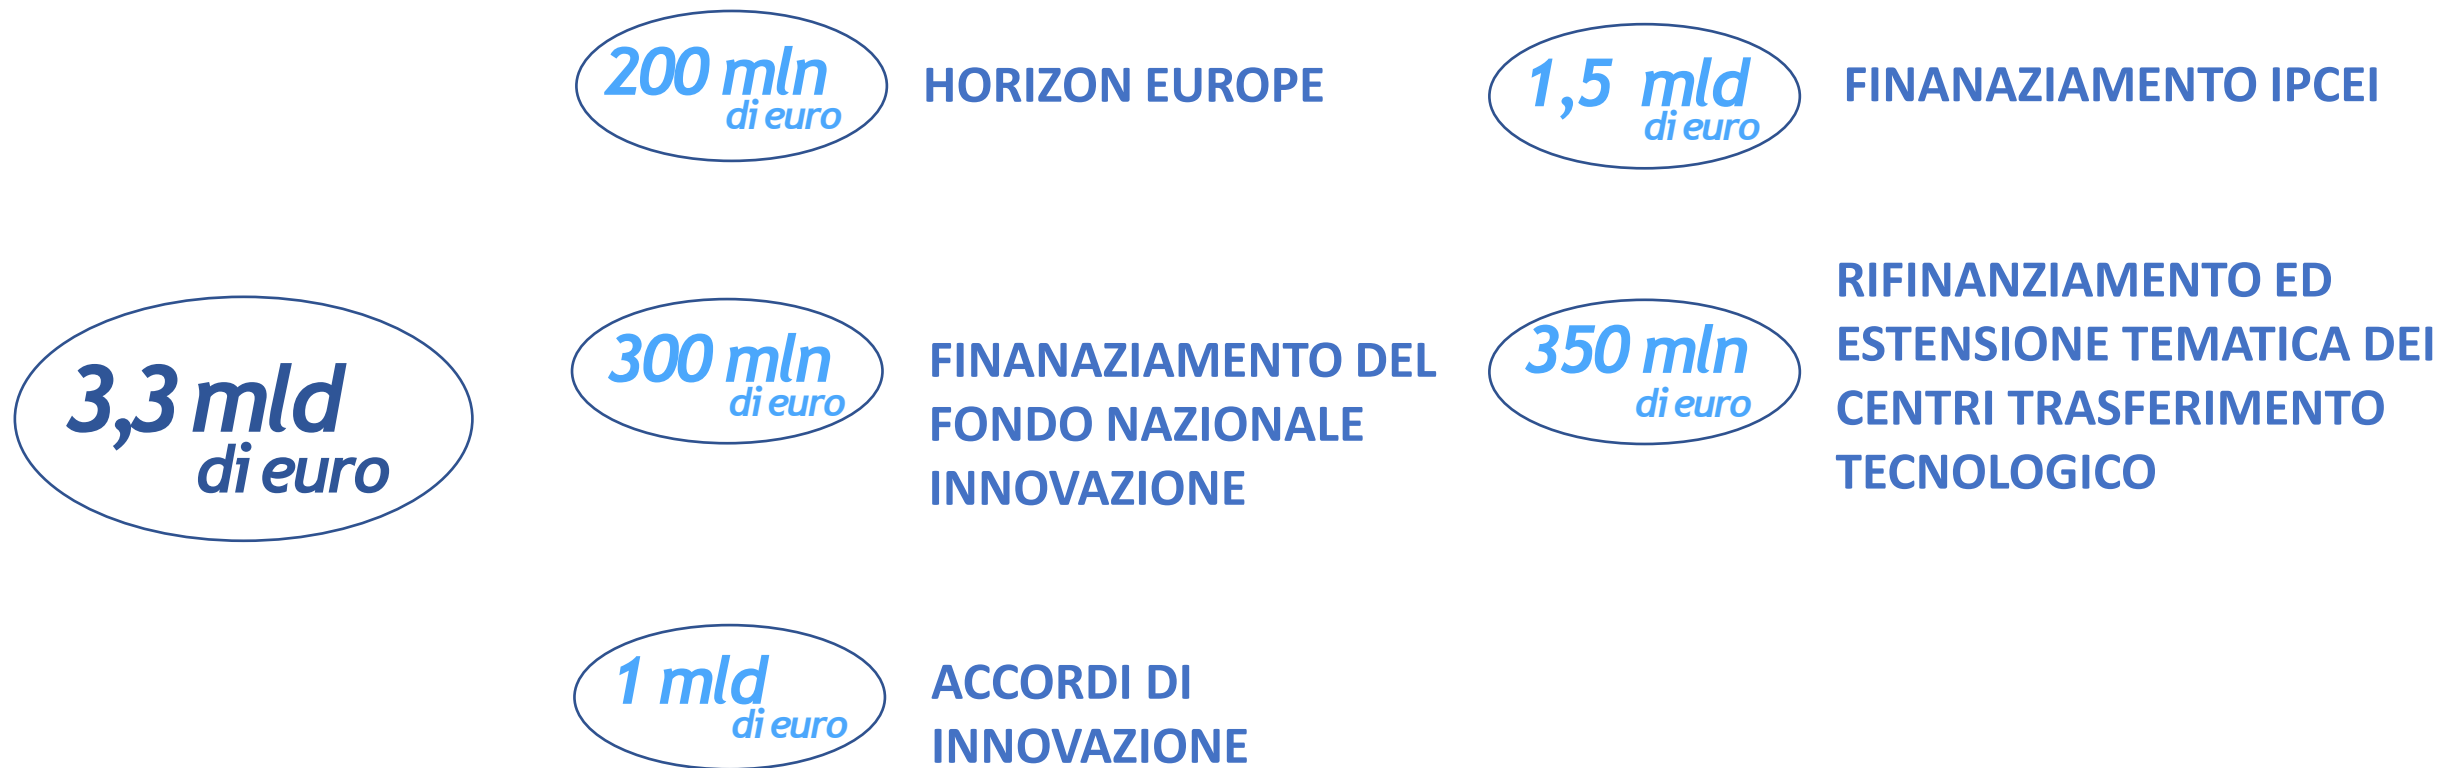 3,3 mld
di euro
200 mln
di euro
HORIZON EUROPE
300 mln
di euro
FINANAZIAMENTO DEL
FONDO NAZIONALE
INNOVAZIONE
1 mld
di euro
ACCORDI DI
INNOVAZIONE
1,5 mld
di euro
FINANAZIAMENTO IPCEI
350 mln
di euro
RIFINANZIAMENTO ED
ESTENSIONE TEMATICA DEI
CENTRI TRASFERIMENTO
TECNOLOGICO